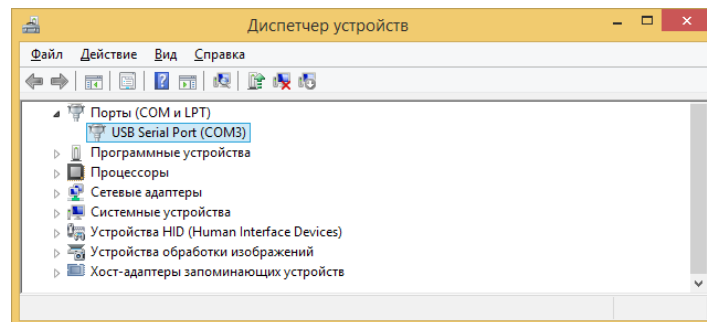 Диспетчер устройств
Файл Действие Вид Справка
Порты (COM и LPT)
USB Serial Port (COM3)
Программные устройства
Процессоры
Сетевые адаптеры
Системные устройства
Устройства HID (Human Interface Devices)
Устройства обработки изображений
Хост-адаптеры запоминающих устройств